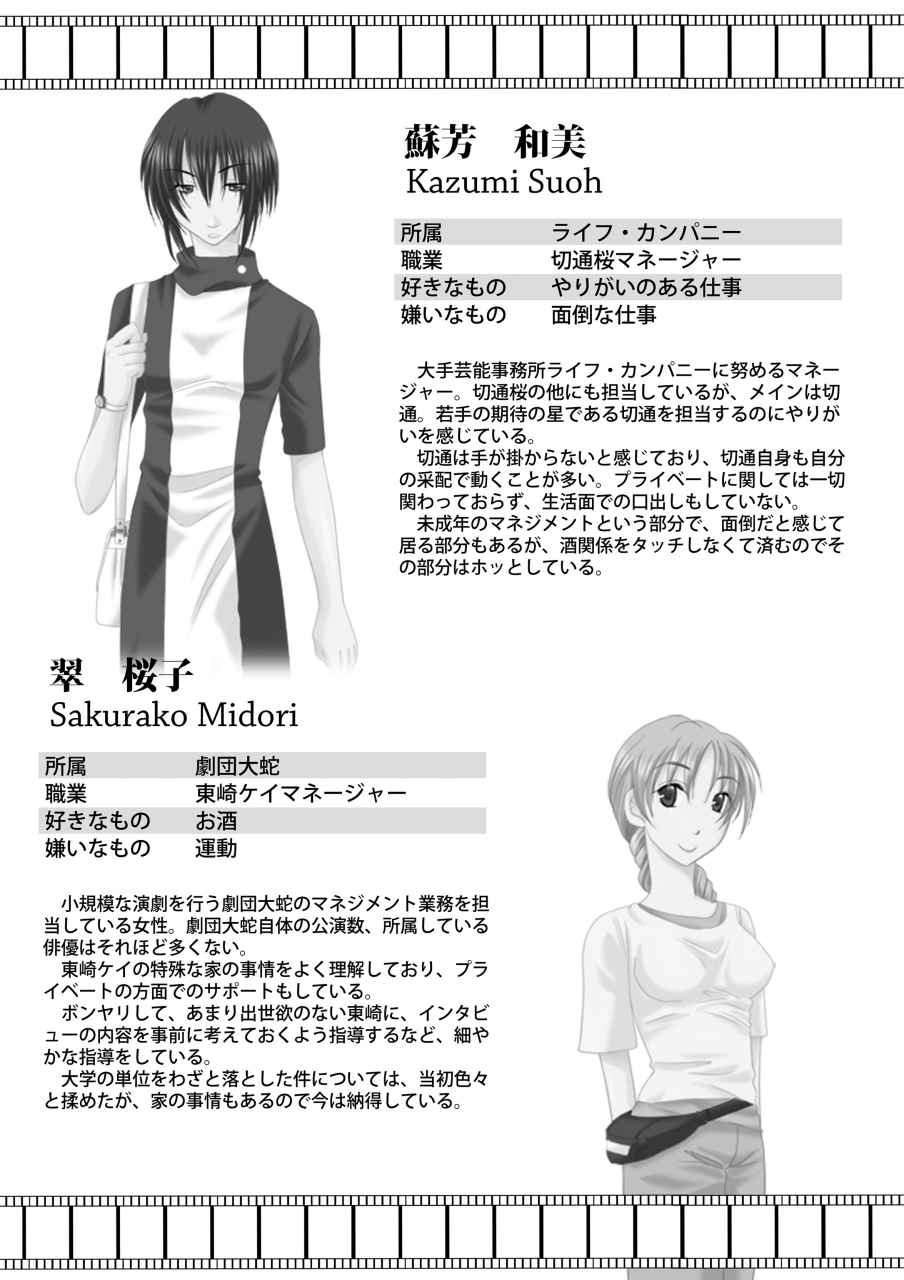 蘇芳　和美
Kazumi Suoh
所属　ライフ・カンパニー
職業　切通桜マネージャー
好きなもの　やりがいのある仕事
嫌いなもの　面倒な仕事
　大手芸能事務所ライフ・カンパニーに努めるマネー
ジャー。切通桜の他にも担当しているが、メインは切
通。若手の期待の星である切通を担当するのにやりが
いを感じている。
　切通は手が掛からないと感じており、切通自身も自分
の采配で動くことが多い。プライベートに関しては一切
関わっておらず、生活面での口出しもしていない。
　未成年のマネジメントという部分で、面倒だと感じて
居る部分もあるが、酒関係をタッチしなくて済むのでそ
の部分はホッとしている。
翠　桜子
Sakurako Midori
所属　劇団大蛇
職業　東崎ケイマネージャー
好きなもの　お酒
嫌いなもの　運動
　小規模な演劇を行う劇団大蛇のマネジメント業務を担
当している女性。劇団大蛇自体の公演数、所属している
俳優はそれほど多くない。
　東崎ケイの特殊な家の事情をよく理解しており、プラ
イベートの方面でのサポートもしている。
　ボンヤリして、あまり出世欲のない東崎に、インタビ
ューの内容を事前に考えておくよう指導するなど、細や
かな指導をしている。
　大学の単位をわざと落とした件については、当初色々
と揉めたが、家の事情もあるので今は納得している。